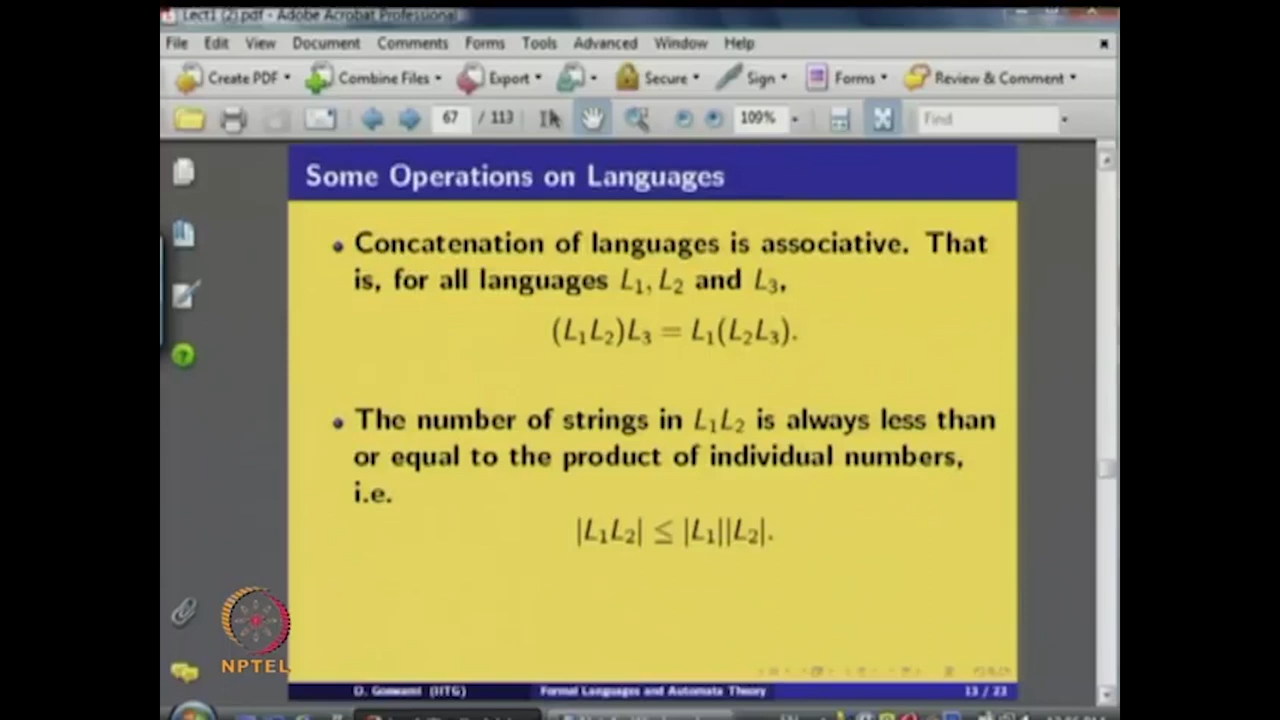 Lect1 (2).pdf - Adobe Acrobat Professional
File Edit View Document Comments Forms Tools Advanced Window Help
Create PDF Combine Files Export Secure Sign Forms Review & Comment
67 / 113 109% Find
Some Operations on Languages
Concatenation of languages is associative. That
is, for all languages L₁, L₂ and L₃,
(L₁L₂)L₃ = L₁(L₂L₃).
The number of strings in L₁L₂ is always less than
or equal to the product of individual numbers,
i.e.
|L₁L₂| ≤ |L₁||L₂|.
NPTEL
D. Goswami (IITG) Formal Languages and Automata Theory 13 / 23